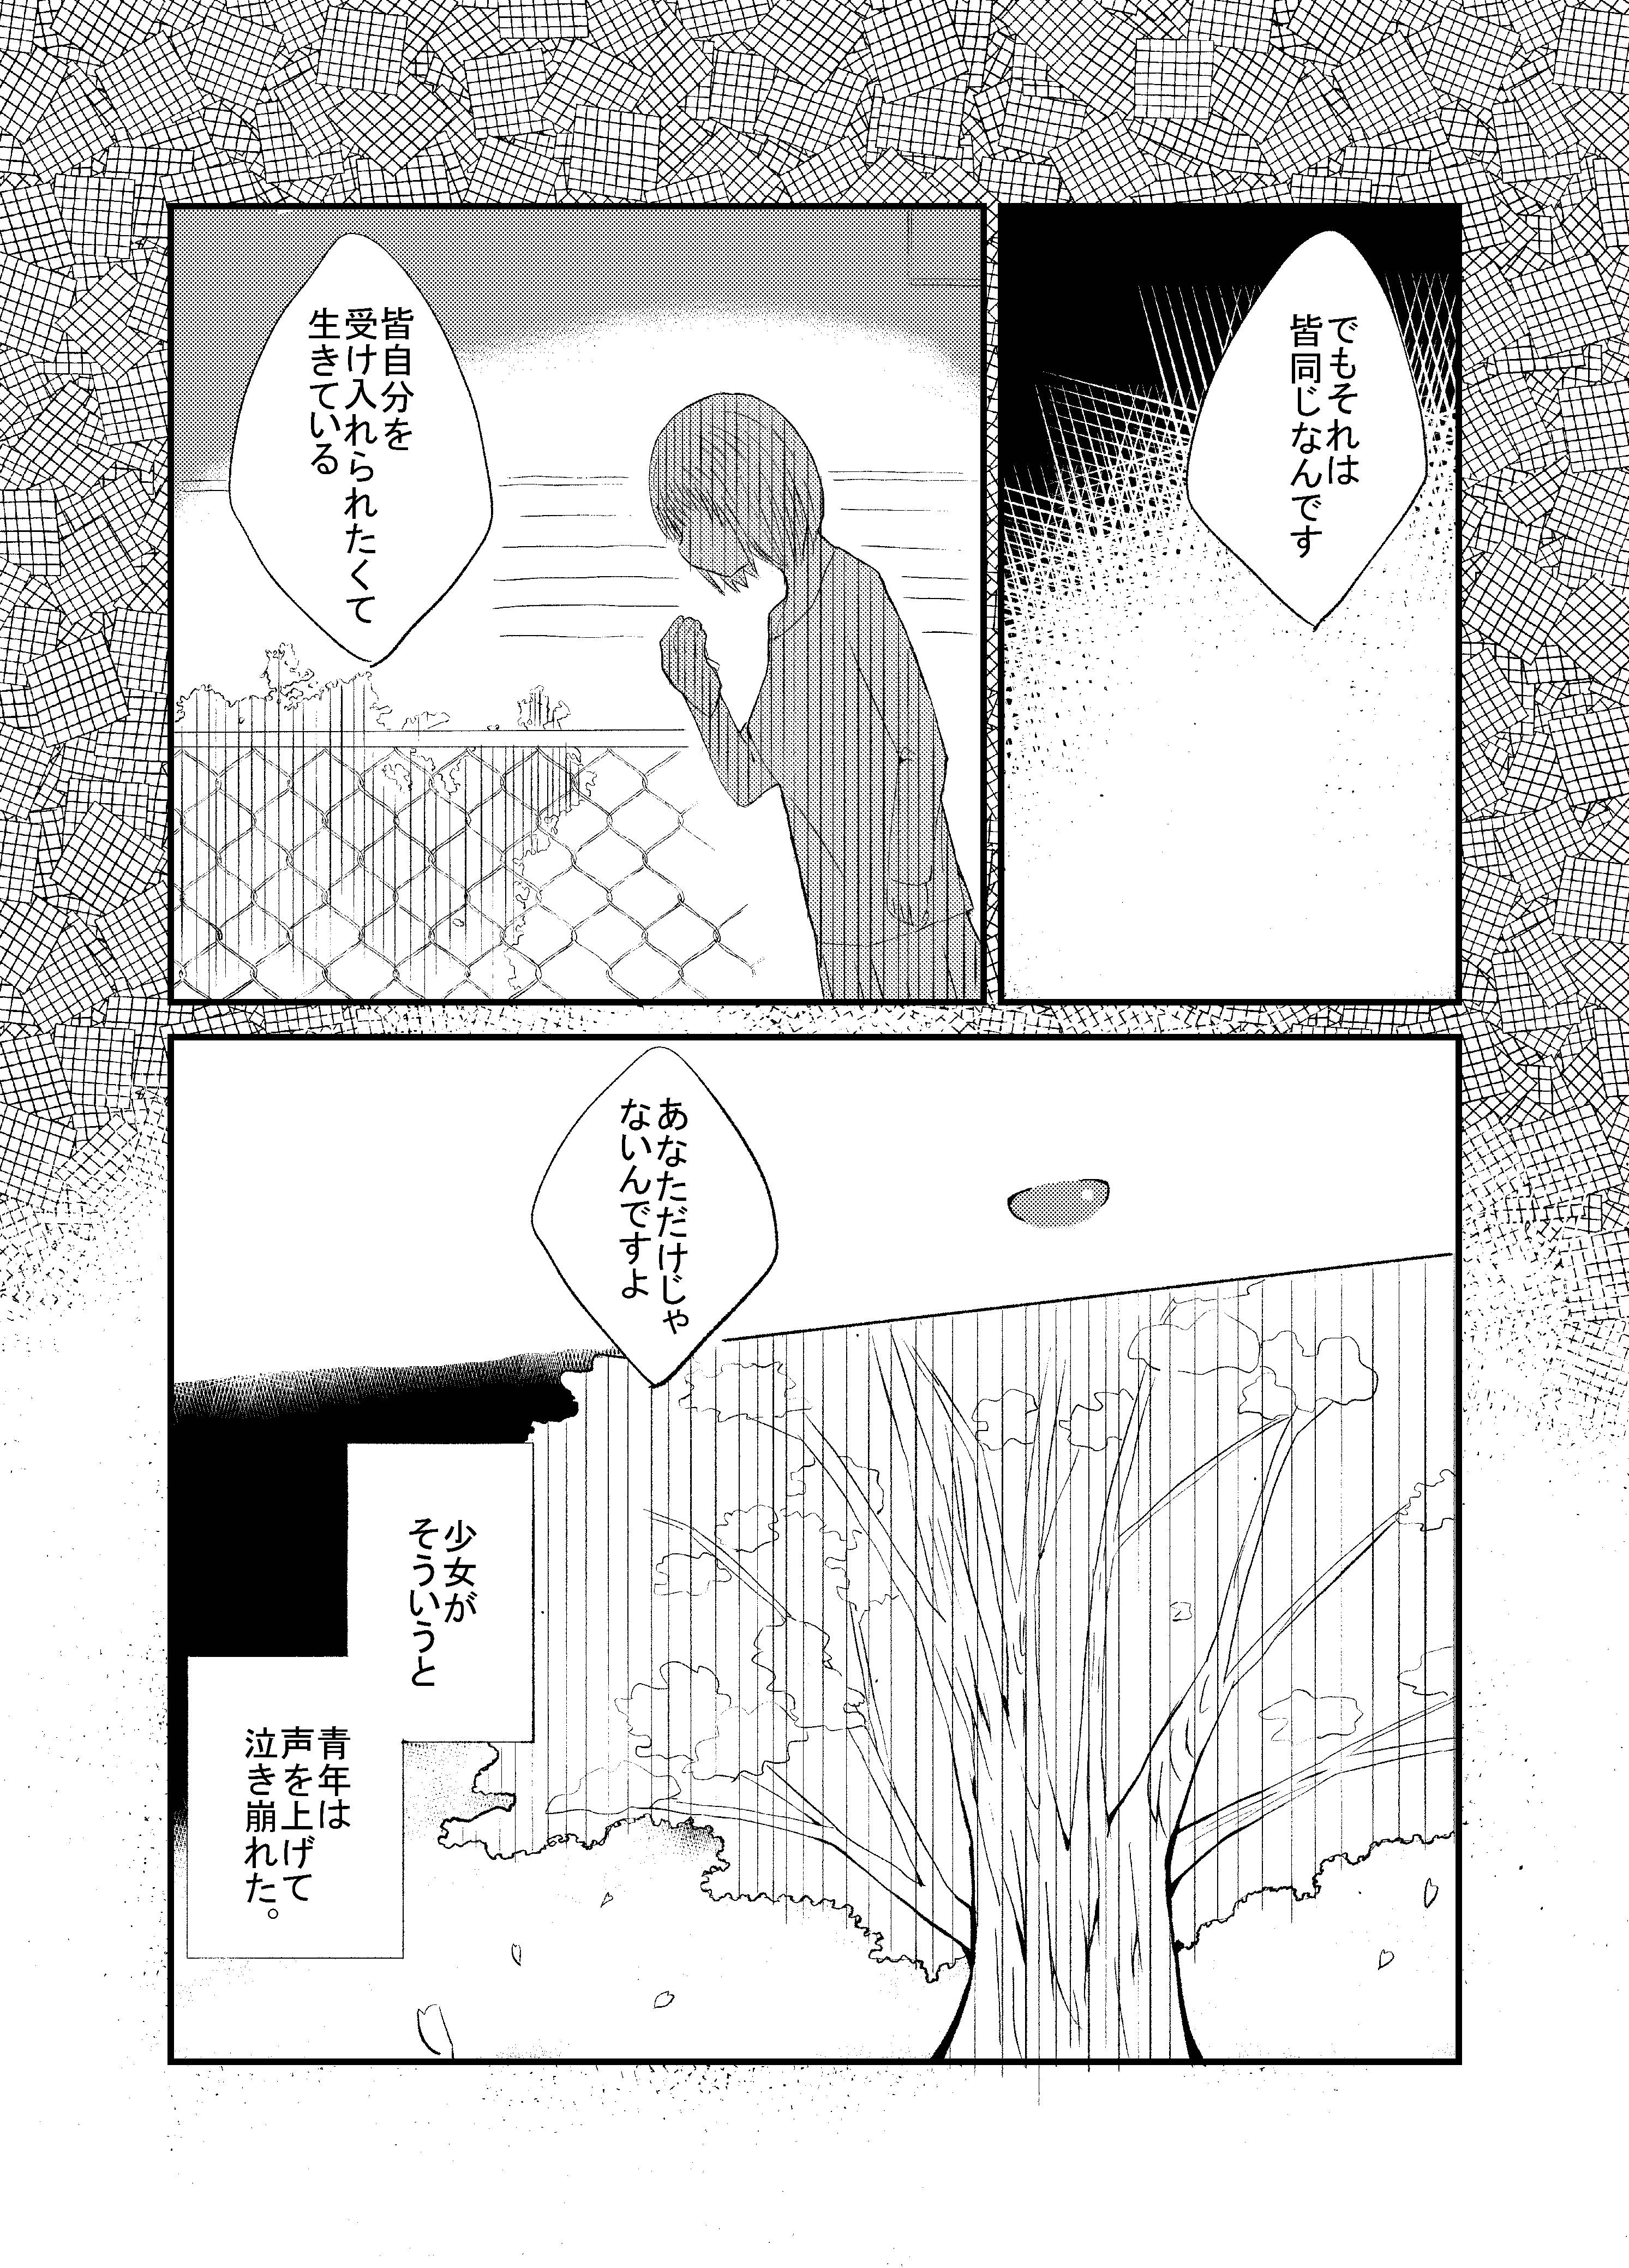 でもそれは
皆同じなんです
皆自分を
受け入れられたくて
生きている
あなただけじゃ
ないんですよ
少女が
そういうと
青年は
声を上げて
泣き崩れた。